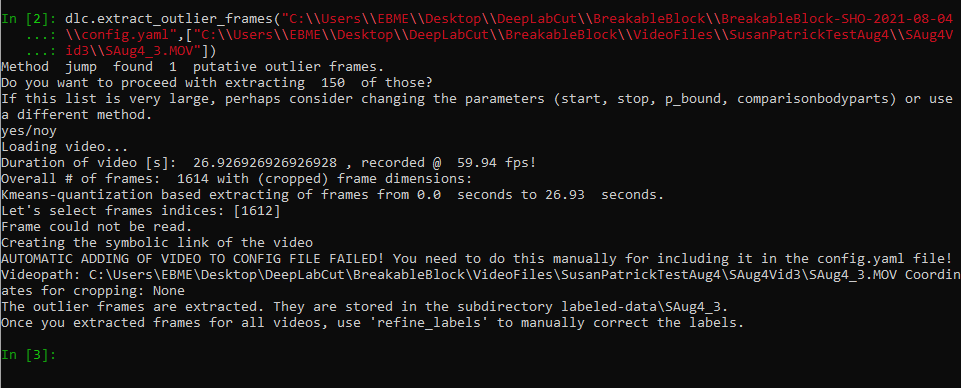 In [2]: dlc.extract_outlier_frames("C:\\Users\\EBME\\Desktop\\DeepLabCut\\BreakableBlock\\BreakableBlock-SHO-2021-08-04
   ...: \\config.yaml",["C:\\Users\\EBME\\Desktop\\DeepLabCut\\BreakableBlock\\VideoFiles\\SusanPatrickTestAug4\\SAug4V
   ...: id3\\SAug4_3.MOV"])
Method  jump  found  1  putative outlier frames.
Do you want to proceed with extracting  150  of those?
If this list is very large, perhaps consider changing the parameters (start, stop, p_bound, comparisonbodyparts) or use
a different method.
yes/noy
Loading video...
Duration of video [s]:  26.926926926926928 , recorded @  59.94 fps!
Overall # of frames:  1614 with (cropped) frame dimensions:
Kmeans-quantization based extracting of frames from 0.0  seconds to 26.93  seconds.
Let's select frames indices: [1612]
Frame could not be read.
Creating the symbolic link of the video
AUTOMATIC ADDING OF VIDEO TO CONFIG FILE FAILED! You need to do this manually for including it in the config.yaml file!
Videopath: C:\Users\EBME\Desktop\DeepLabCut\BreakableBlock\VideoFiles\SusanPatrickTestAug4\SAug4Vid3\SAug4_3.MOV Coordin
ates for cropping: None
The outlier frames are extracted. They are stored in the subdirectory labeled-data\SAug4_3.
Once you extracted frames for all videos, use 'refine_labels' to manually correct the labels.
In [3]: